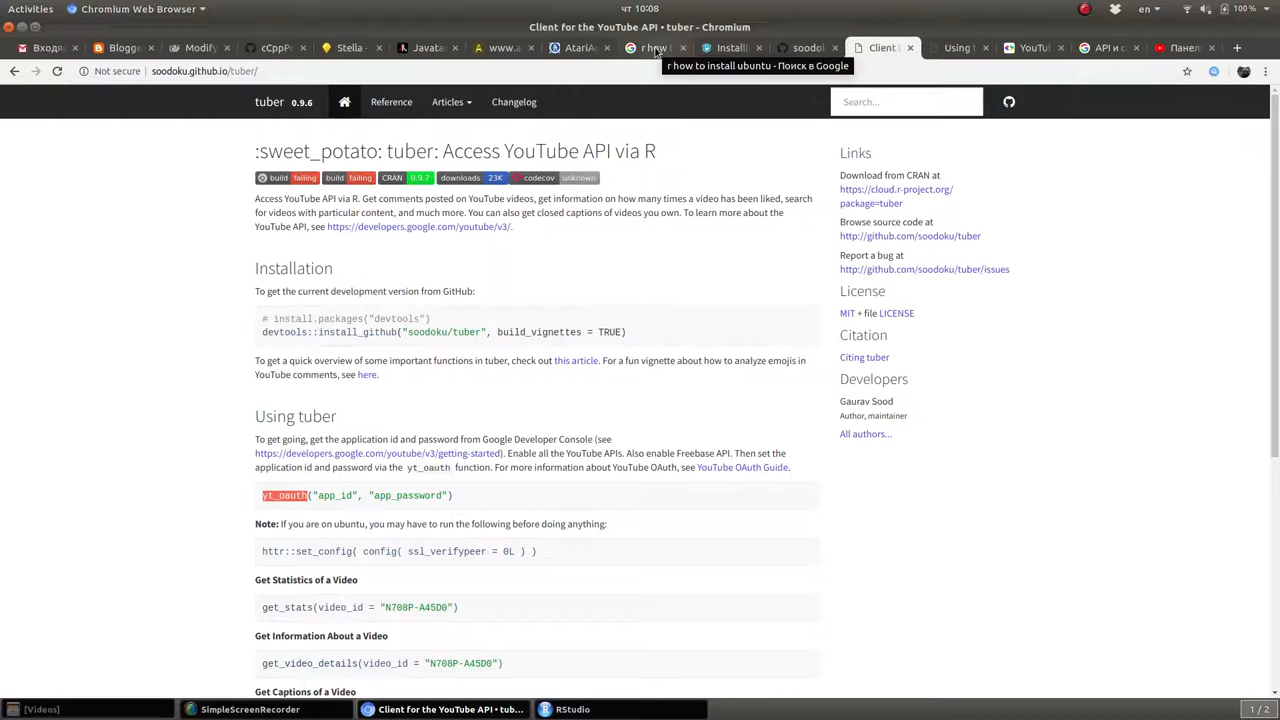 Activities Chromium Web Browser чт 10:08 en 100 %
Client for the YouTube API • tuber - Chromium
Входя Blogge Modify cCppPr Stella - Javata www.a AtariAg r how t Installi soodok Client Using t YouTu API и с Панел
r how to install ubuntu - Поиск в Google
Not secure soodoku.github.io/tuber/
tuber 0.9.6 Reference Articles Changelog Search...
:sweet_potato: tuber: Access YouTube API via R
build failing build failing CRAN 0.9.7 downloads 23K codecov unknown
Access YouTube API via R. Get comments posted on YouTube videos, get information on how many times a video has been liked, search
for videos with particular content, and much more. You can also get closed captions of videos you own. To learn more about the
YouTube API, see https://developers.google.com/youtube/v3/.
Installation
To get the current development version from GitHub:
# install.packages("devtools")
devtools::install_github("soodoku/tuber", build_vignettes = TRUE)
To get a quick overview of some important functions in tuber, check out this article. For a fun vignette about how to analyze emojis in
YouTube comments, see here.
Using tuber
To get going, get the application id and password from Google Developer Console (see
https://developers.google.com/youtube/v3/getting-started). Enable all the YouTube APIs. Also enable Freebase API. Then set the
application id and password via the yt_oauth function. For more information about YouTube OAuth, see YouTube OAuth Guide.
yt_oauth("app_id", "app_password")
Note: If you are on ubuntu, you may have to run the following before doing anything:
httr::set_config( config( ssl_verifypeer = 0L ) )
Get Statistics of a Video
get_stats(video_id = "N708P-A45D0")
Get Information About a Video
get_video_details(video_id = "N708P-A45D0")
Get Captions of a Video
Links
Download from CRAN at
https://cloud.r-project.org/
package=tuber
Browse source code at
http://github.com/soodoku/tuber
Report a bug at
http://github.com/soodoku/tuber/issues
License
MIT + file LICENSE
Citation
Citing tuber
Developers
Gaurav Sood
Author, maintainer
All authors...
[Videos] SimpleScreenRecorder Client for the YouTube API • tub... RStudio 1 / 2